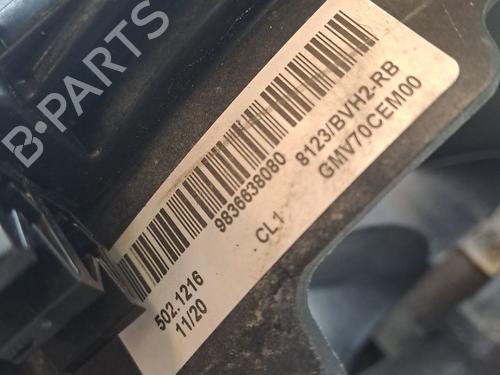 B-PARTS
8123/BVH2-RB
GMV70CEM00
9836638080
CL1
502.1216
11/20